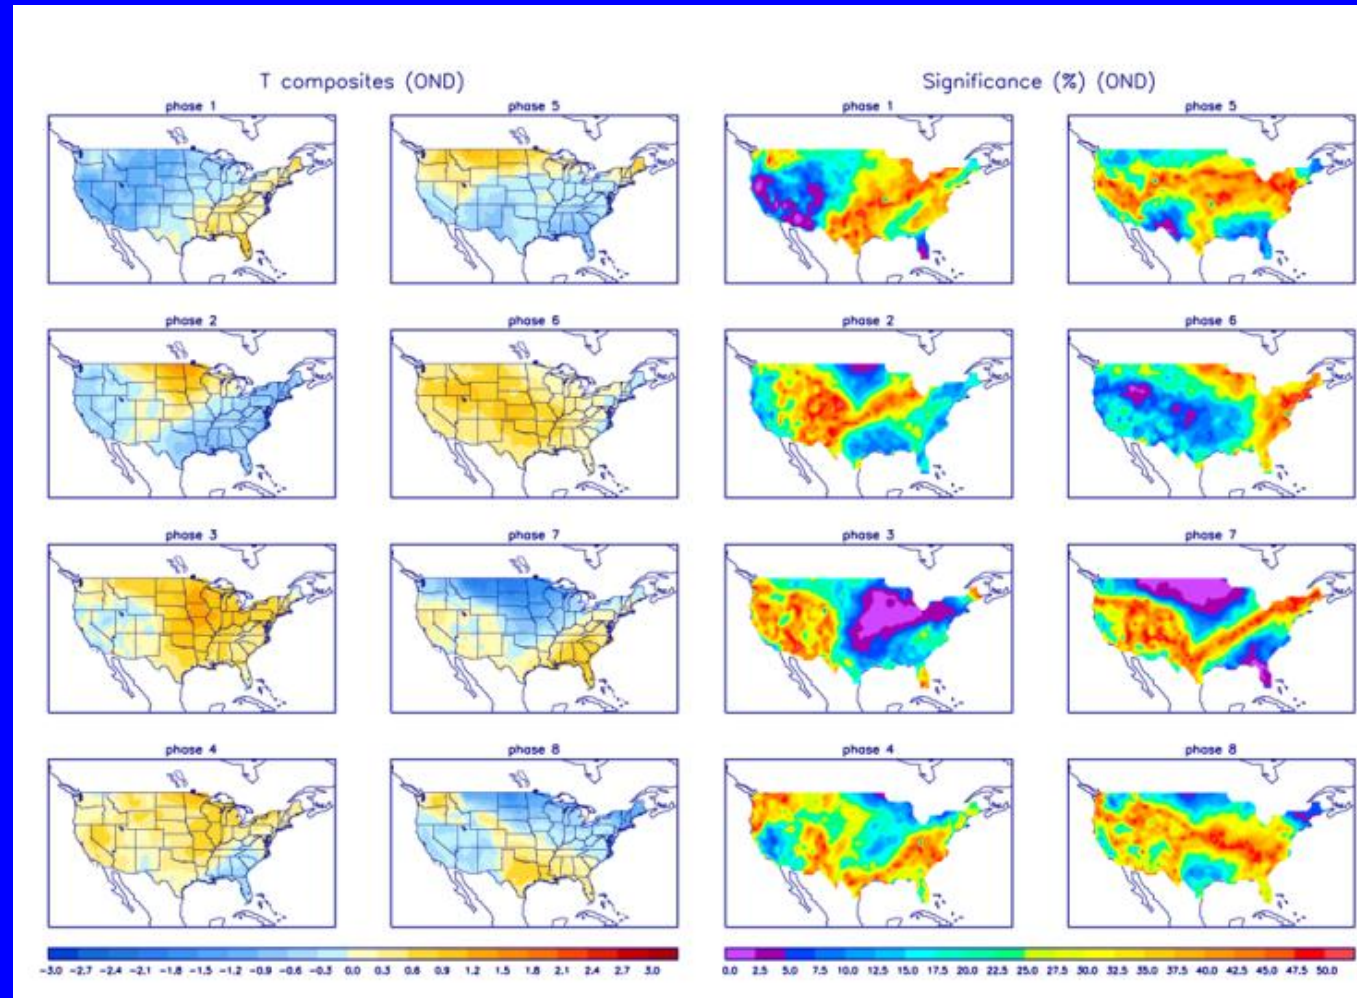 T composites (OND) Significance (%) (OND)
phase 1 phase 5 phase 1 phase 5
phase 2 phase 6 phase 2 phase 6
phase 3 phase 7 phase 3 phase 7
phase 4 phase 8 phase 4 phase 8
-3.0 -2.7 -2.4 -2.1 -1.8 -1.5 -1.2 -0.9 -0.6 -0.3 0.0 0.3 0.6 0.9 1.2 1.5 1.8 2.1 2.4 2.7 3.0 0.0 2.5 5.0 7.5 10.0 12.5 15.0 17.5 20.0 22.5 25.0 27.5 30.0 32.5 35.0 37.5 40.0 42.5 45.0 47.5 50.0